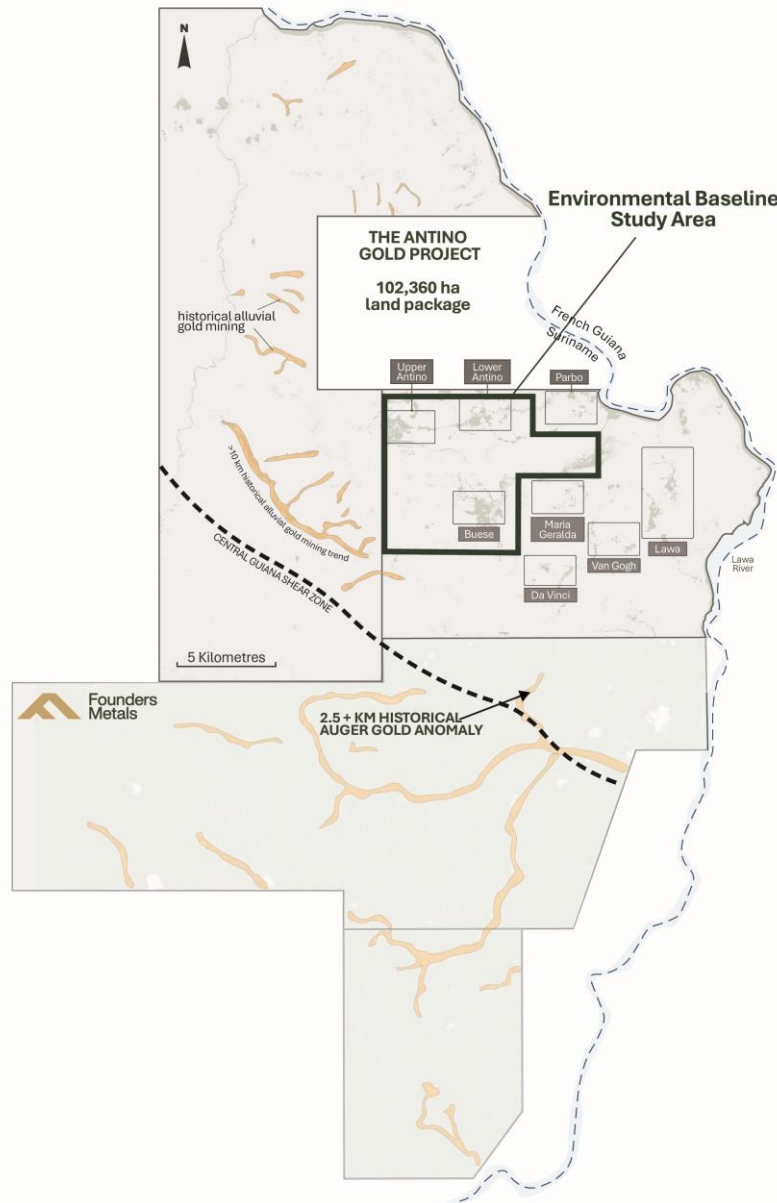 N
Environmental Baseline
Study Area
THE ANTINO
GOLD PROJECT
102,360 ha
land package
historical alluvial
gold mining
French Guiana
Suriname
Upper
Antino
Lower
Antino
Parbo
>10 km historical alluvial gold mining trend
CENTRAL GUIANA SHEAR ZONE
Buese
Maria
Geralda
Van Gogh
Lawa
Da Vinci
Lawa
River
5 Kilometres
Founders
Metals
2.5 + KM HISTORICAL
AUGER GOLD ANOMALY